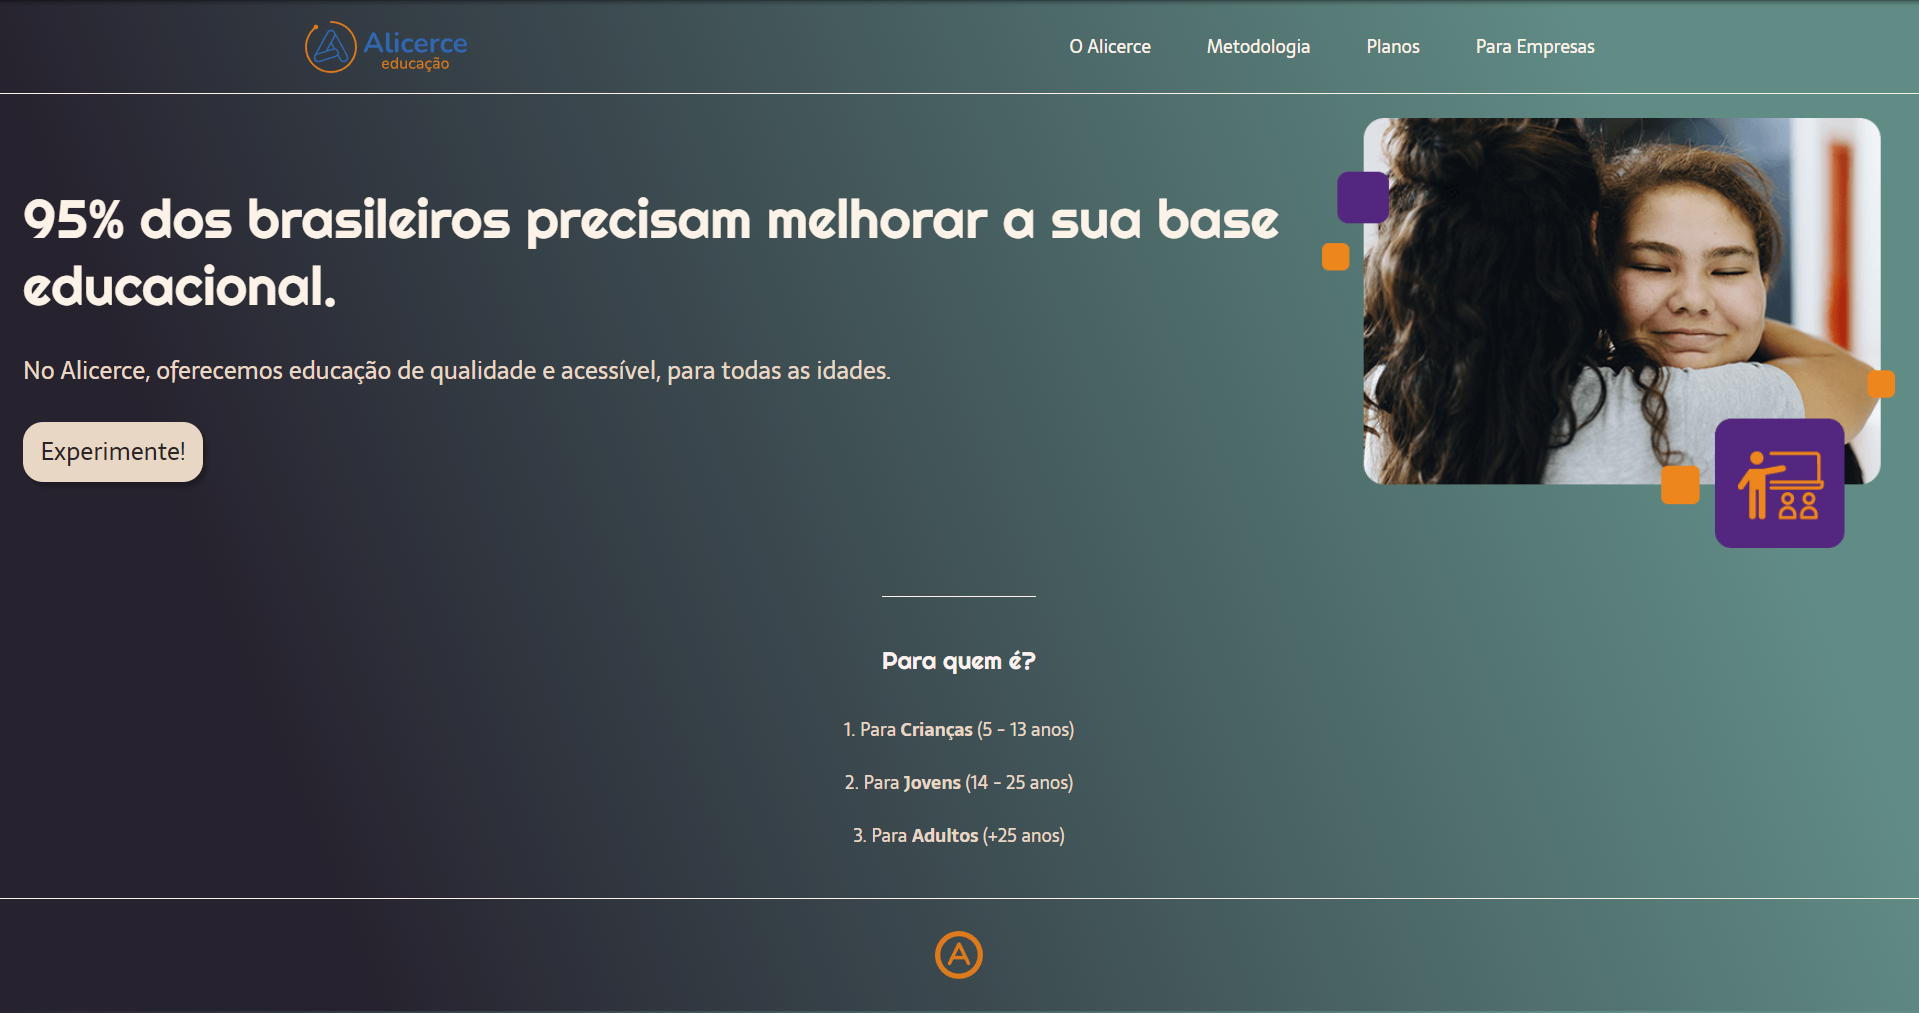 Alicerce
educação
O Alicerce
Metodologia
Planos
Para Empresas
95% dos brasileiros precisam melhorar a sua base
educacional.
No Alicerce, oferecemos educação de qualidade e acessível, para todas as idades.
Experimente!
Para quem é?
1. Para Crianças (5 - 13 anos)
2. Para Jovens (14 - 25 anos)
3. Para Adultos (+25 anos)
A